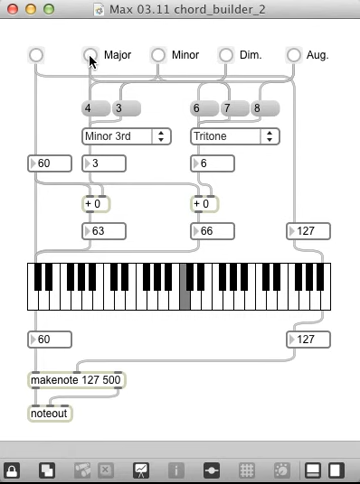 Max 03.11 chord_builder_2
Major Minor Dim. Aug.
4 3 6 7 8
Minor 3rd Tritone
60 3 6
+ 0 + 0
63 66 127
60 127
makenote 127 500
noteout